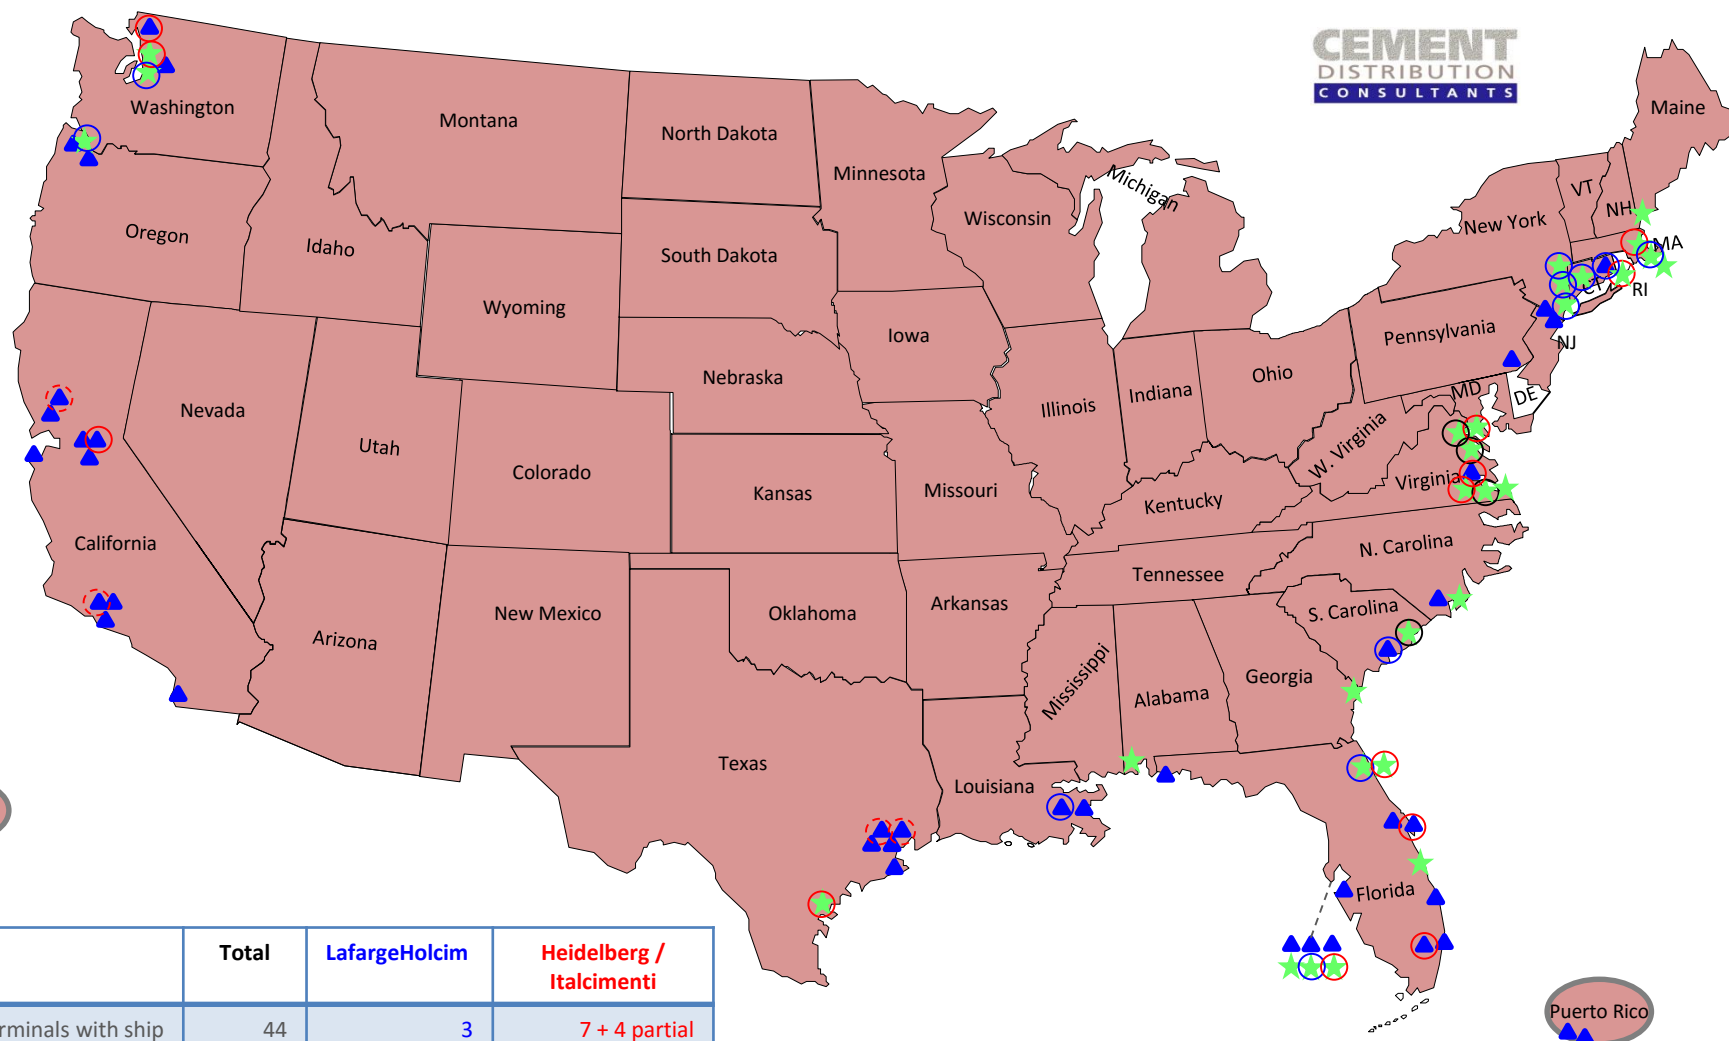 CEMENT
DISTRIBUTION
CONSULTANTS
Washington
Montana
North Dakota
Minnesota
Michigan
Maine
VT
NH
New York
MA
Wisconsin
Oregon
Idaho
South Dakota
CT
RI
Wyoming
Iowa
Pennsylvania
NJ
Nebraska
Ohio
Indiana
Illinois
MD
DE
Nevada
Utah
Colorado
Kansas
Missouri
W. Virginia
Virginia
Kentucky
California
N. Carolina
Tennessee
Arizona
New Mexico
Oklahoma
Arkansas
S. Carolina
Mississippi
Alabama
Georgia
Texas
Louisiana
Florida
Puerto Rico
Total LafargeHolcim Heidelberg /
Italcimenti
rminals with ship 44 3 7 + 4 partial